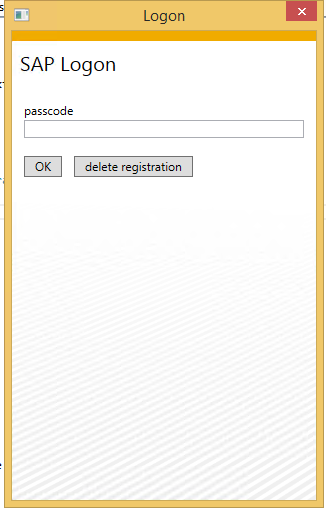 Logon
SAP Logon
passcode
OK
delete registration